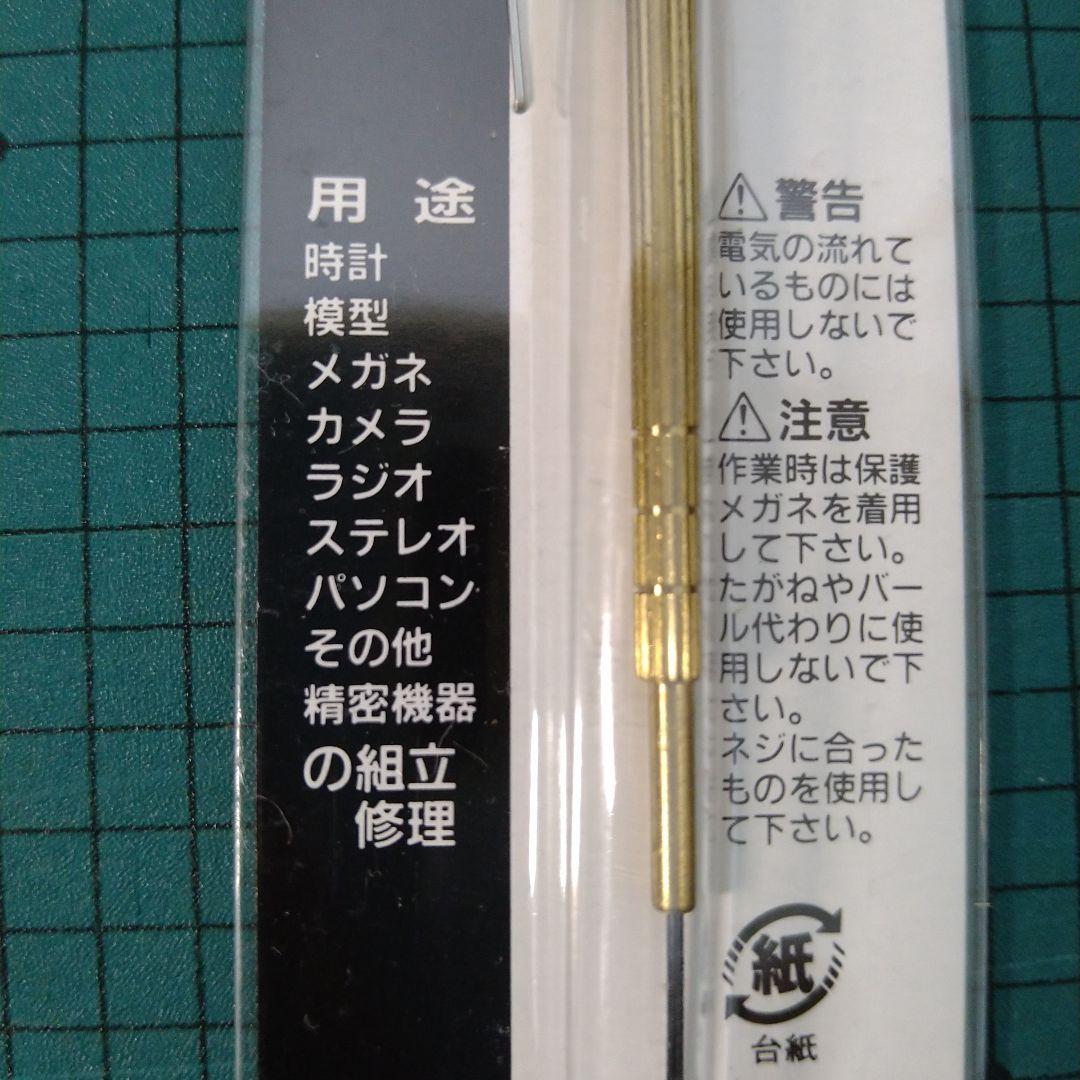 用途
時計
模型
メガネ
カメラ
ラジオ
ステレオ
パソコン
その他
精密機器
の組立
修理
警告
電気の流れて
いるものには
使用しないで
下さい。
注意
作業時は保護
メガネを着用
して下さい。
たがねやバー
ル代わりに使
用しないで下
さい。
ネジに合った
ものを使用し
て下さい。
紙
台紙